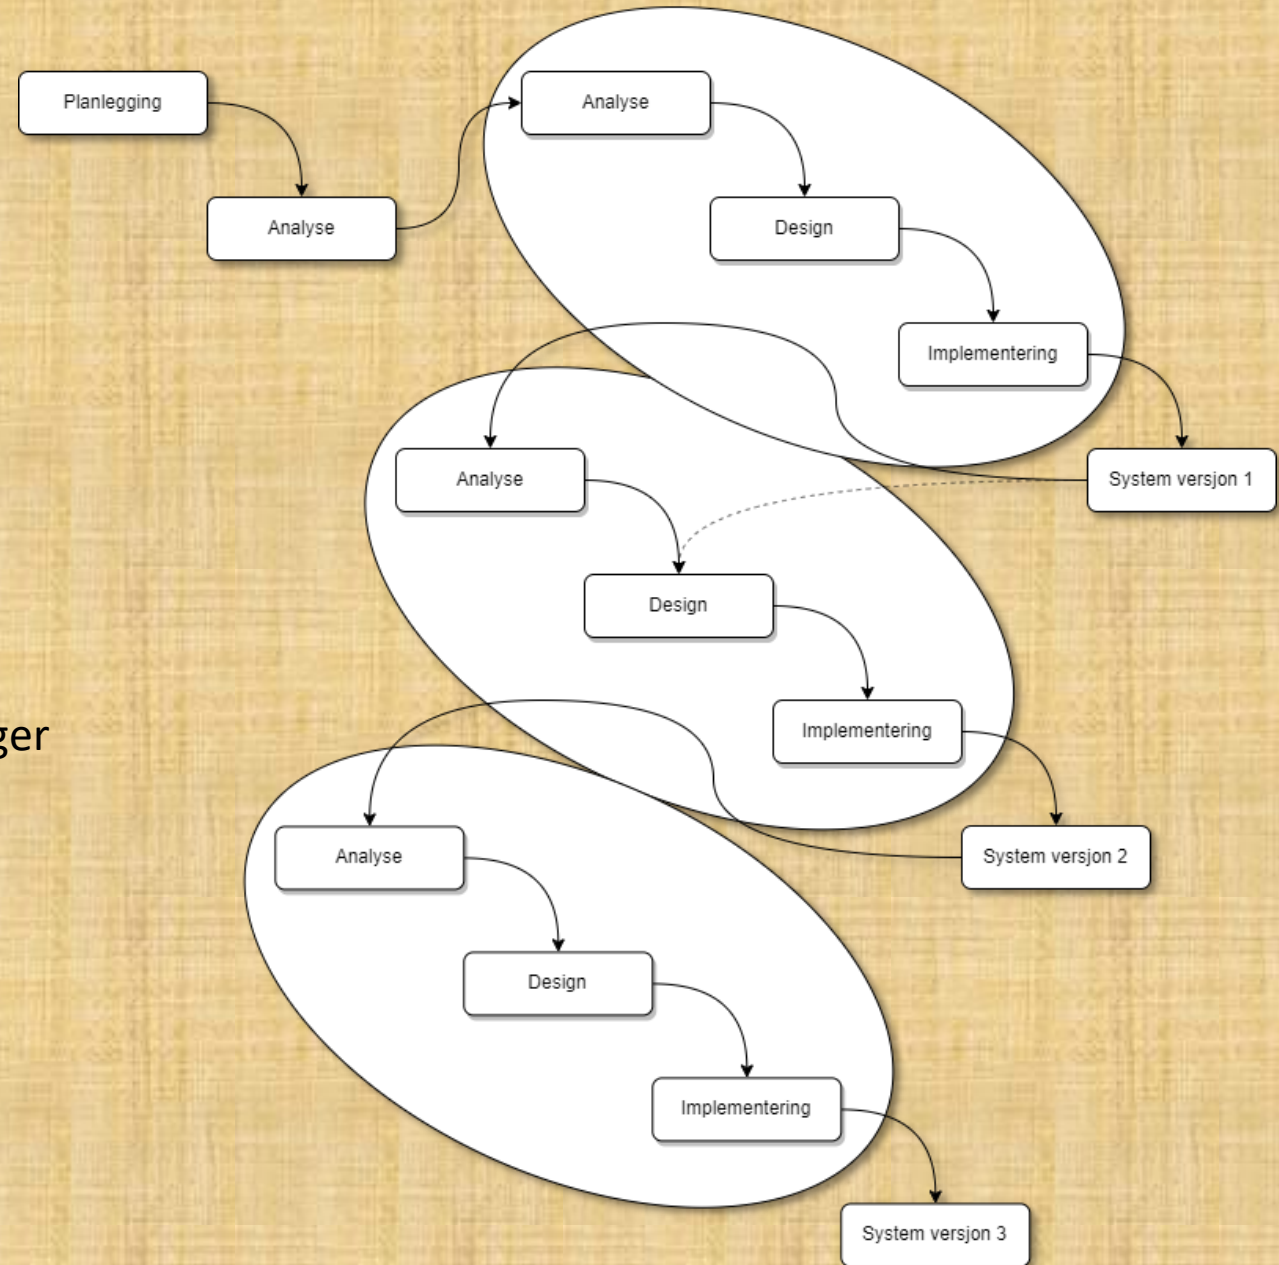 Planlegging
Analyse
Analyse
Design
Implementering
System versjon 1
Analyse
Design
Implementering
ger
System versjon 2
Analyse
Design
Implementering
System versjon 3